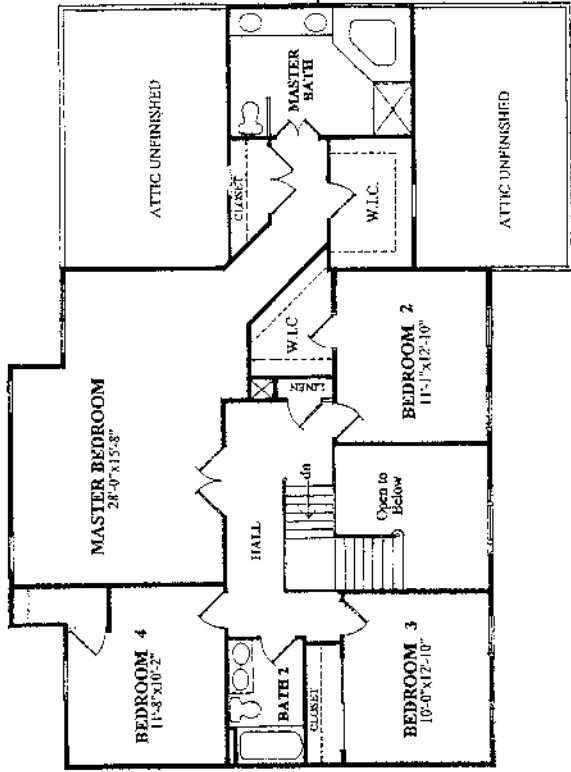 MASTER BEDROOM
28'-0"x15'-8"
ATTIC UNFINISHED
BEDROOM 4
11'-8"x10'-2"
CLOSET
MASTER
BATH
HALL
BATH 2
W.I.C
LINEN
dn
W.I.C.
CLOSET
Open to
Below
BEDROOM 3
10'-0"x12'-10"
BEDROOM 2
11'-1"x12'-10"
ATTIC UNFINISHED